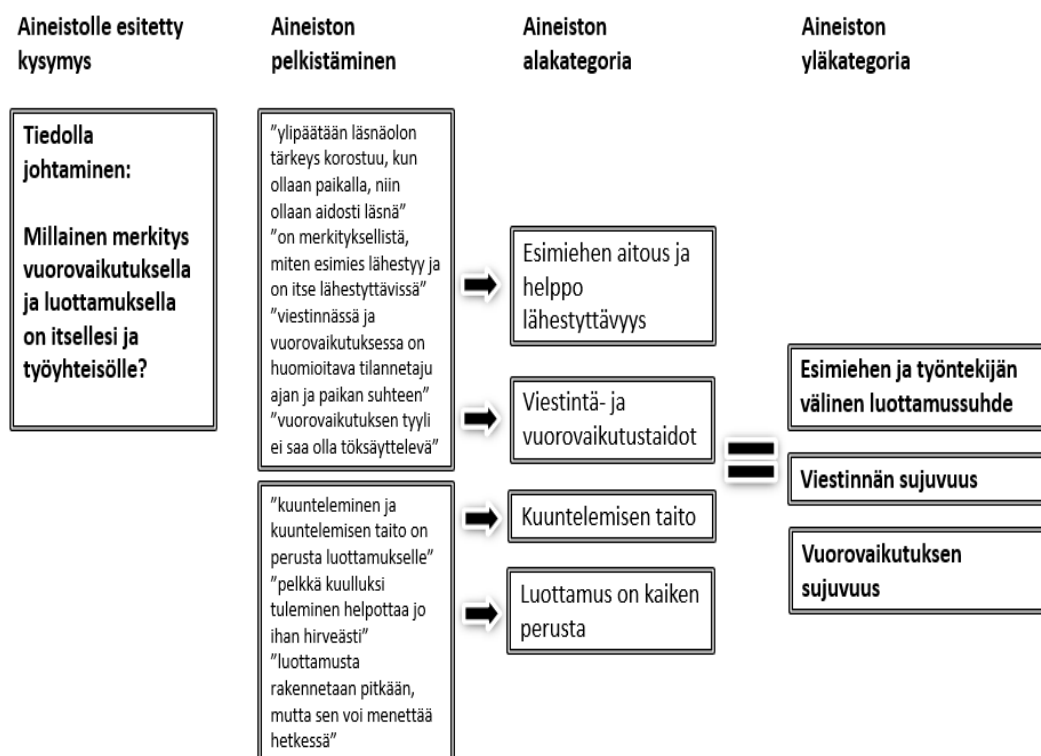 Aineistolle esitetty
kysymys
Aineiston
pelkistäminen
Aineiston
alakategoria
Aineiston
yläkategoria
Tiedolla
johtaminen:
Millainen merkitys
vuorovaikutuksella
ja luottamuksella
on itsellesi ja
työyhteisölle?
”ylipäätään läsnäolon
tärkeys korostuu, kun
ollaan paikalla, niin
ollaan aidosti läsnä”
”on merkityksellistä,
miten esimies lähestyy ja
on itse lähestyttävissä”
”viestinnässä ja
vuorovaikutuksessa on
huomioitava tilannetaju
ajan ja paikan suhteen”
”vuorovaikutuksen tyyli
ei saa olla töksäyttelevä”
”kuunteleminen ja
kuuntelemisen taito on
perusta luottamukselle”
”pelkkä kuulluksi
tuleminen helpottaa jo
ihan hirveästi”
”luottamusta
rakennetaan pitkään,
mutta sen voi menettää
hetkessä”
Esimiehen aitous ja
helppo
lähestyttävyys
Viestintä- ja
vuorovaikutustaidot
Kuuntelemisen taito
Luottamus on kaiken
perusta
Esimiehen ja työntekijän
välinen luottamussuhde
Viestinnän sujuvuus
Vuorovaikutuksen
sujuvuus